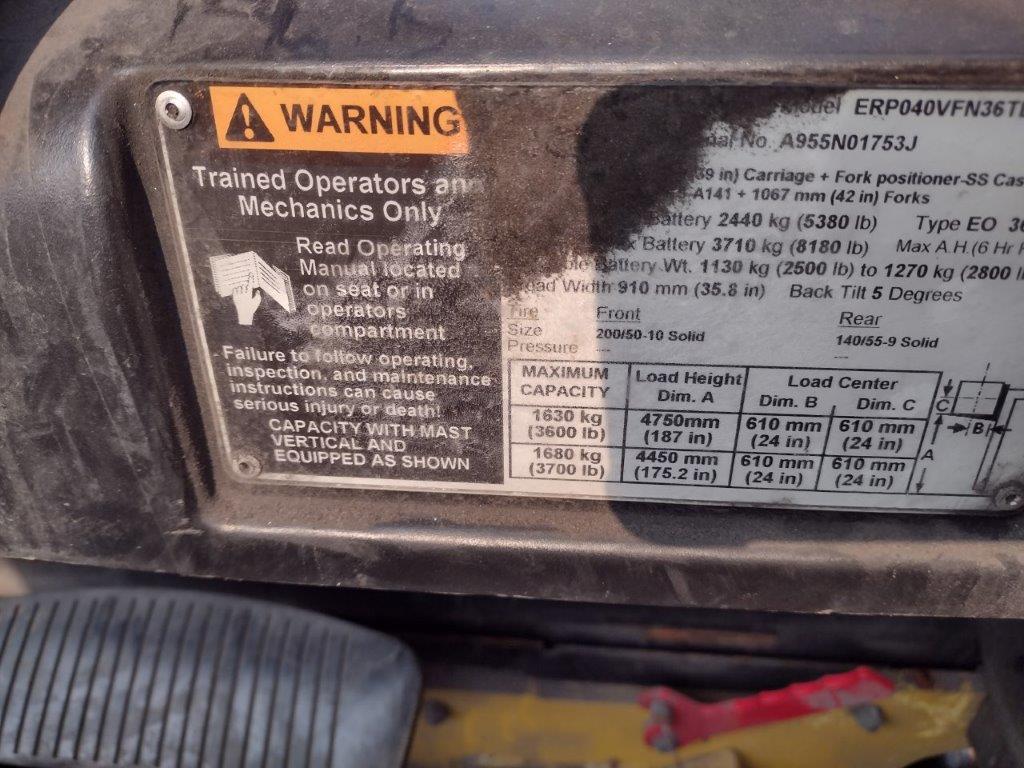 WARNING
Trained Operators and
Mechanics Only
Read Operating
Manual located
on seat or in
operators
compartment
Failure to follow operating,
inspection, and maintenance
instructions can cause
serious injury or death!
CAPACITY WITH MAST
VERTICAL AND
EQUIPPED AS SHOWN
Model ERP040VFN36T
No. A955N01753J
in) Carriage + Fork positioner-SS Cas
A141 + 1067 mm (42 in) Forks
Battery 2440 kg (5380 lb) Type EO
Battery 3710 kg (8180 lb) Max A.H.(6 Hr
Battery Wt. 1130 kg (2500 lb) to 1270 kg (2800 lb
Width 910 mm (35.8 in) Back Tilt 5 Degrees
Tire Front Rear
Size 200/50-10 Solid 140/55-9 Solid
Pressure --- ---
MAXIMUM CAPACITY Load Height Dim. A Load Center
Dim. B Dim. C
1630 kg (3600 lb) 4750mm (187 in) 610 mm (24 in) 610 mm (24 in)
1680 kg (3700 lb) 4450 mm (175.2 in) 610 mm (24 in) 610 mm (24 in)
C
B
A